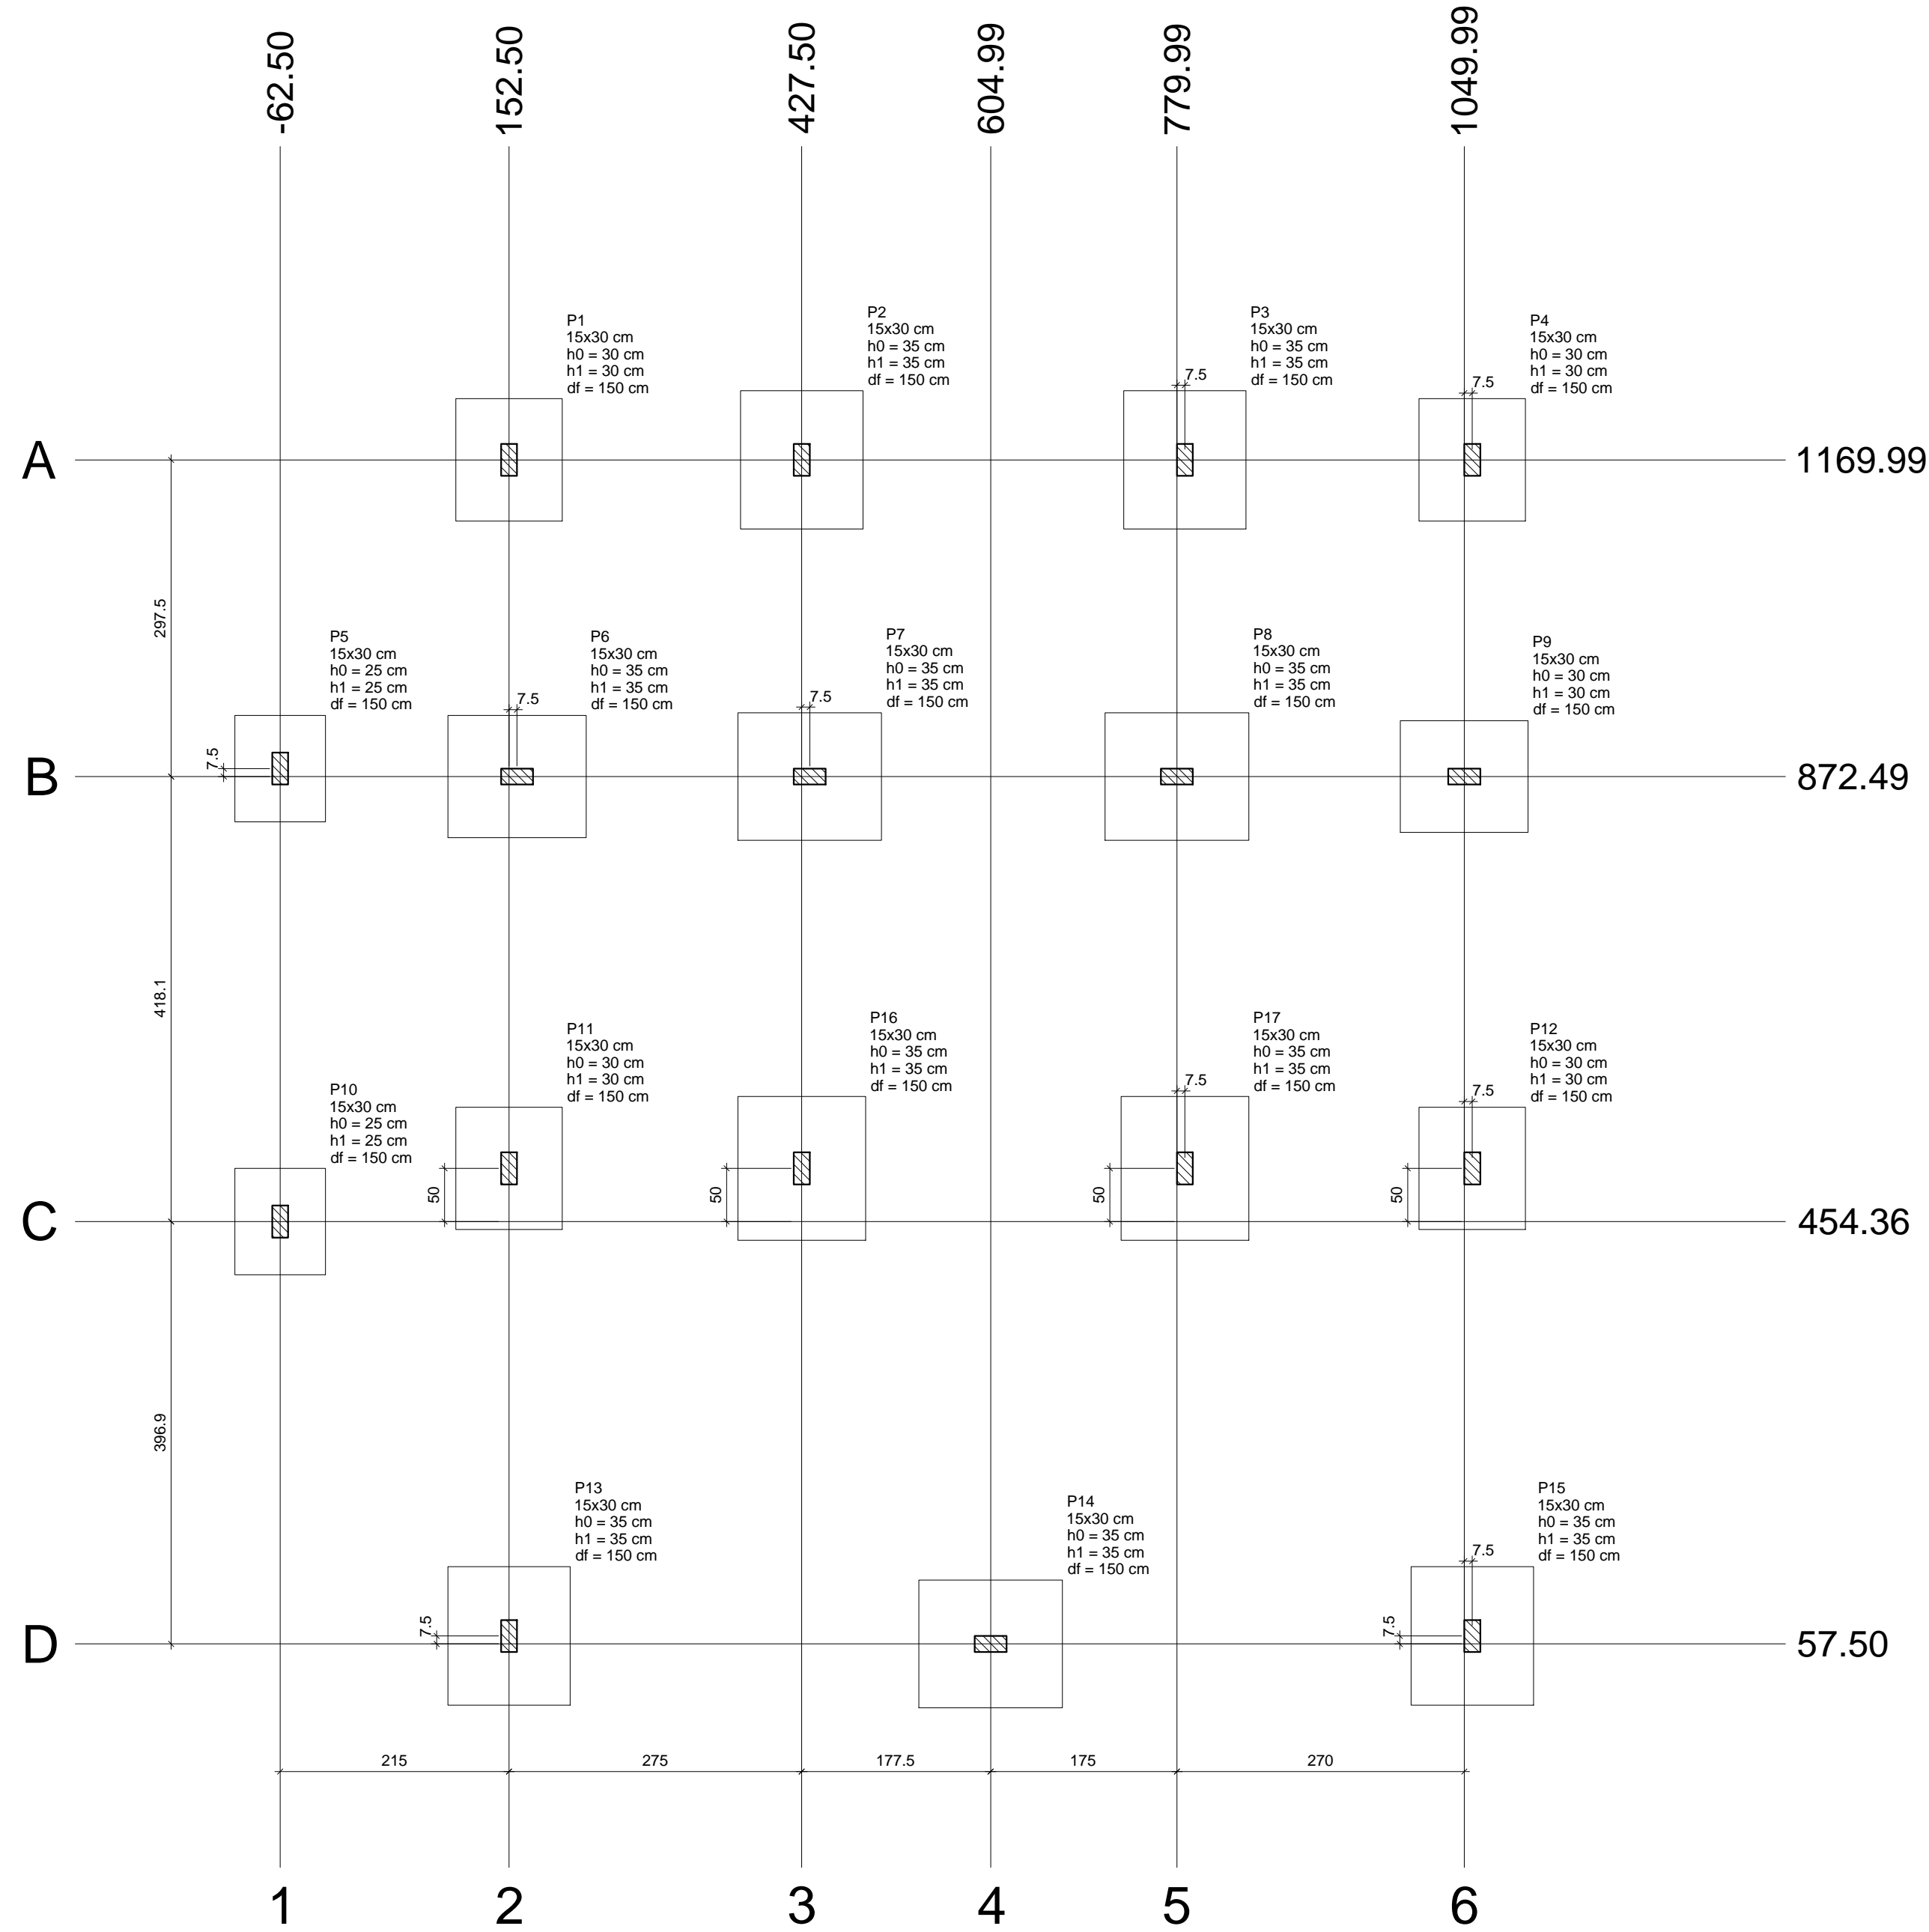 -62.50
152.50
427.50
604.99
779.99
1049.99
P1
15x30 cm
h0 = 30 cm
h1 = 30 cm
df = 150 cm
P2
15x30 cm
h0 = 35 cm
h1 = 35 cm
df = 150 cm
P3
15x30 cm
h0 = 35 cm
h1 = 35 cm
df = 150 cm
7.5
P4
15x30 cm
h0 = 30 cm
h1 = 30 cm
df = 150 cm
7.5
A
1169.99
297.5
P5
15x30 cm
h0 = 25 cm
h1 = 25 cm
df = 150 cm
7.5
P6
15x30 cm
h0 = 35 cm
h1 = 35 cm
df = 150 cm
7.5
P7
15x30 cm
h0 = 35 cm
h1 = 35 cm
df = 150 cm
7.5
P8
15x30 cm
h0 = 35 cm
h1 = 35 cm
df = 150 cm
P9
15x30 cm
h0 = 30 cm
h1 = 30 cm
df = 150 cm
B
872.49
418.1
P10
15x30 cm
h0 = 25 cm
h1 = 25 cm
df = 150 cm
P11
15x30 cm
h0 = 30 cm
h1 = 30 cm
df = 150 cm
50
P16
15x30 cm
h0 = 35 cm
h1 = 35 cm
df = 150 cm
50
P17
15x30 cm
h0 = 35 cm
h1 = 35 cm
df = 150 cm
7.5
50
P12
15x30 cm
h0 = 30 cm
h1 = 30 cm
df = 150 cm
7.5
50
C
454.36
396.9
P13
15x30 cm
h0 = 35 cm
h1 = 35 cm
df = 150 cm
7.5
P14
15x30 cm
h0 = 35 cm
h1 = 35 cm
df = 150 cm
P15
15x30 cm
h0 = 35 cm
h1 = 35 cm
df = 150 cm
7.5
7.5
D
57.50
215
275
177.5
175
270
1
2
3
4
5
6